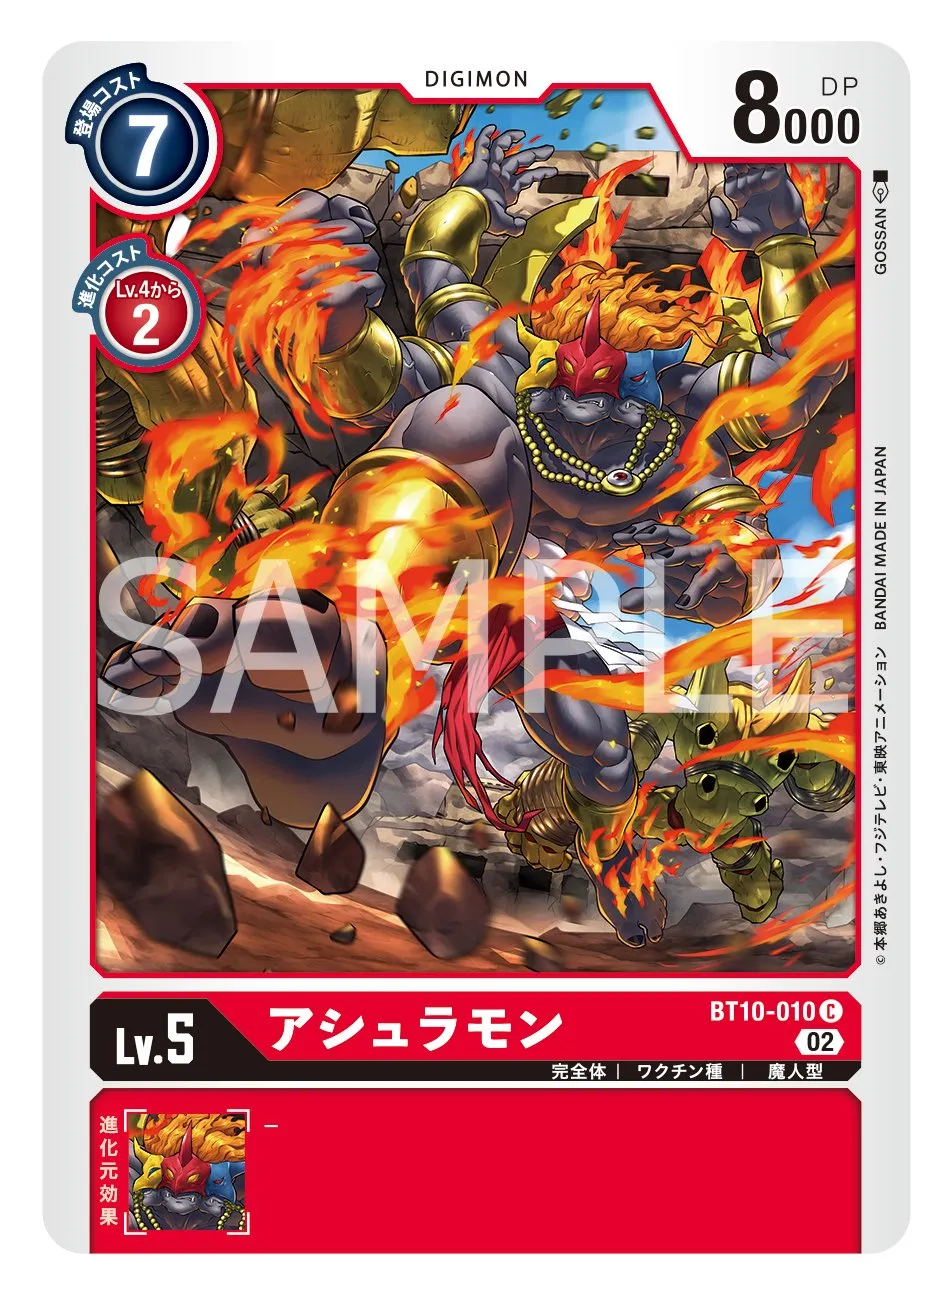 DIGIMON
登場コスト
7
8000
DP
進化コスト
Lv.4から
2
GOSSAN
BANDAI MADE IN JAPAN
©本郷あきよし・フジテレビ・東映アニメーション
SAMPLE
Lv.5
アシュラモン
BT10-010 C
02
完全体 | ワクチン種 | 魔人型
進化元効果
–